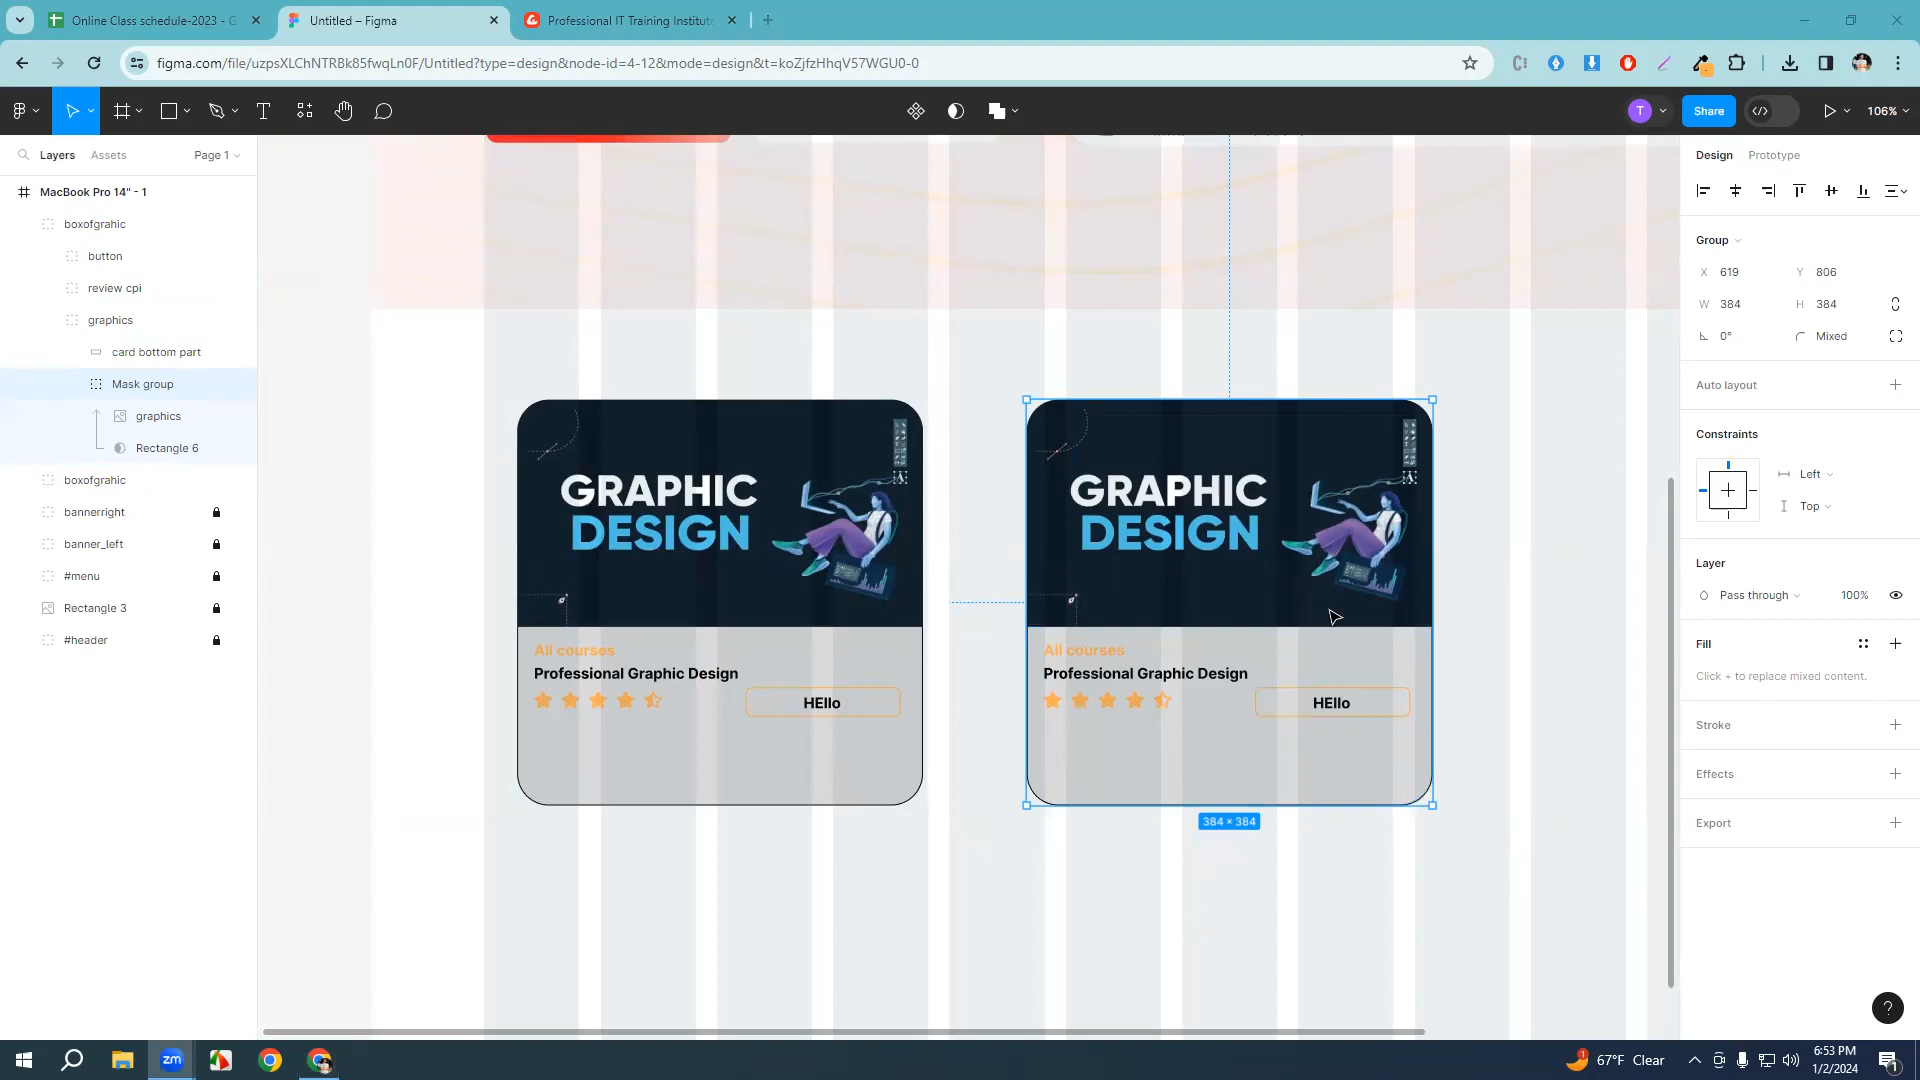 Online Class schedule-2023 - G
Untitled – Figma
Professional IT Training Institute
figma.com/file/uzpsXLChNTRBk85fwqLn0F/Untitled?type=design&node-id=4-12&mode=design&t=koZjfzHhqV57WGU0-0
T
Share
106%
Layers
Assets
Page 1
Design
Prototype
MacBook Pro 14" - 1
boxofgrahic
button
review cpi
graphics
card bottom part
Mask group
graphics
Rectangle 6
boxofgrahic
bannerright
banner_left
#menu
Rectangle 3
#header
GRAPHIC
DESIGN
All courses
Professional Graphic Design
HEllo
GRAPHIC
DESIGN
All courses
Professional Graphic Design
HEllo
384 × 384
Group
X 619
Y 806
W 384
H 384
0°
Mixed
Auto layout
Constraints
Left
Top
Layer
Pass through
100%
Fill
Click + to replace mixed content.
Stroke
Effects
Export
?
zm
1
67°F Clear
6:53 PM
1/2/2024
1